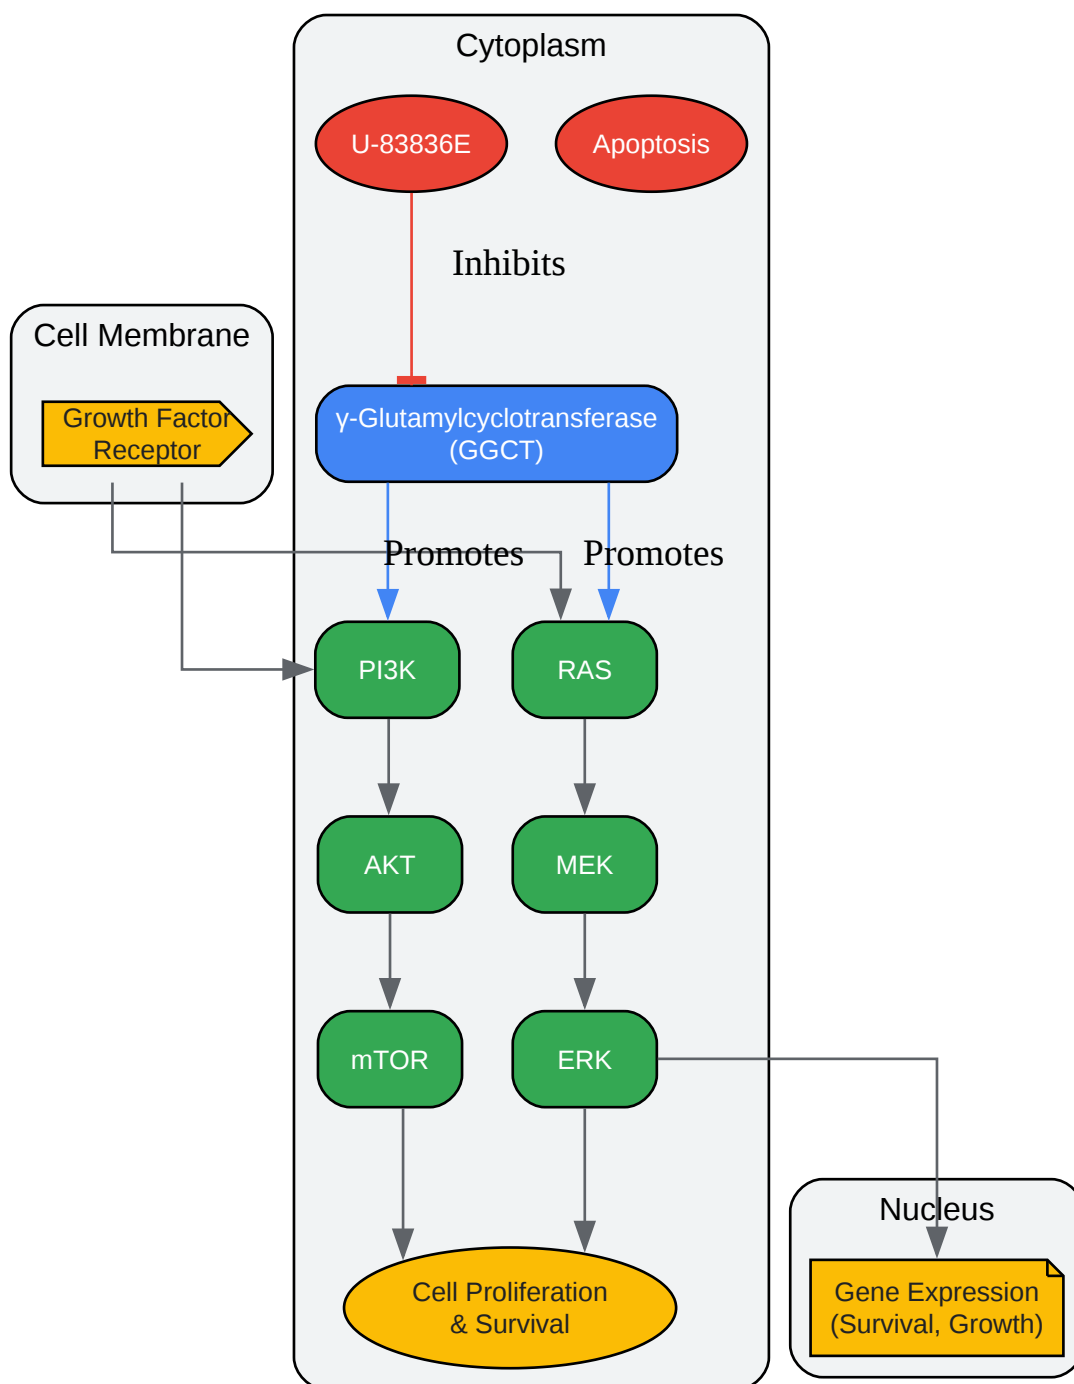 Cytoplasm
U-83836E
Apoptosis
Inhibits
Cell Membrane
Growth Factor
Receptor
γ-Glutamylcyclotransferase
(GGCT)
Promotes
Promotes
PI3K
RAS
AKT
MEK
mTOR
ERK
Cell Proliferation
& Survival
Nucleus
Gene Expression
(Survival, Growth)